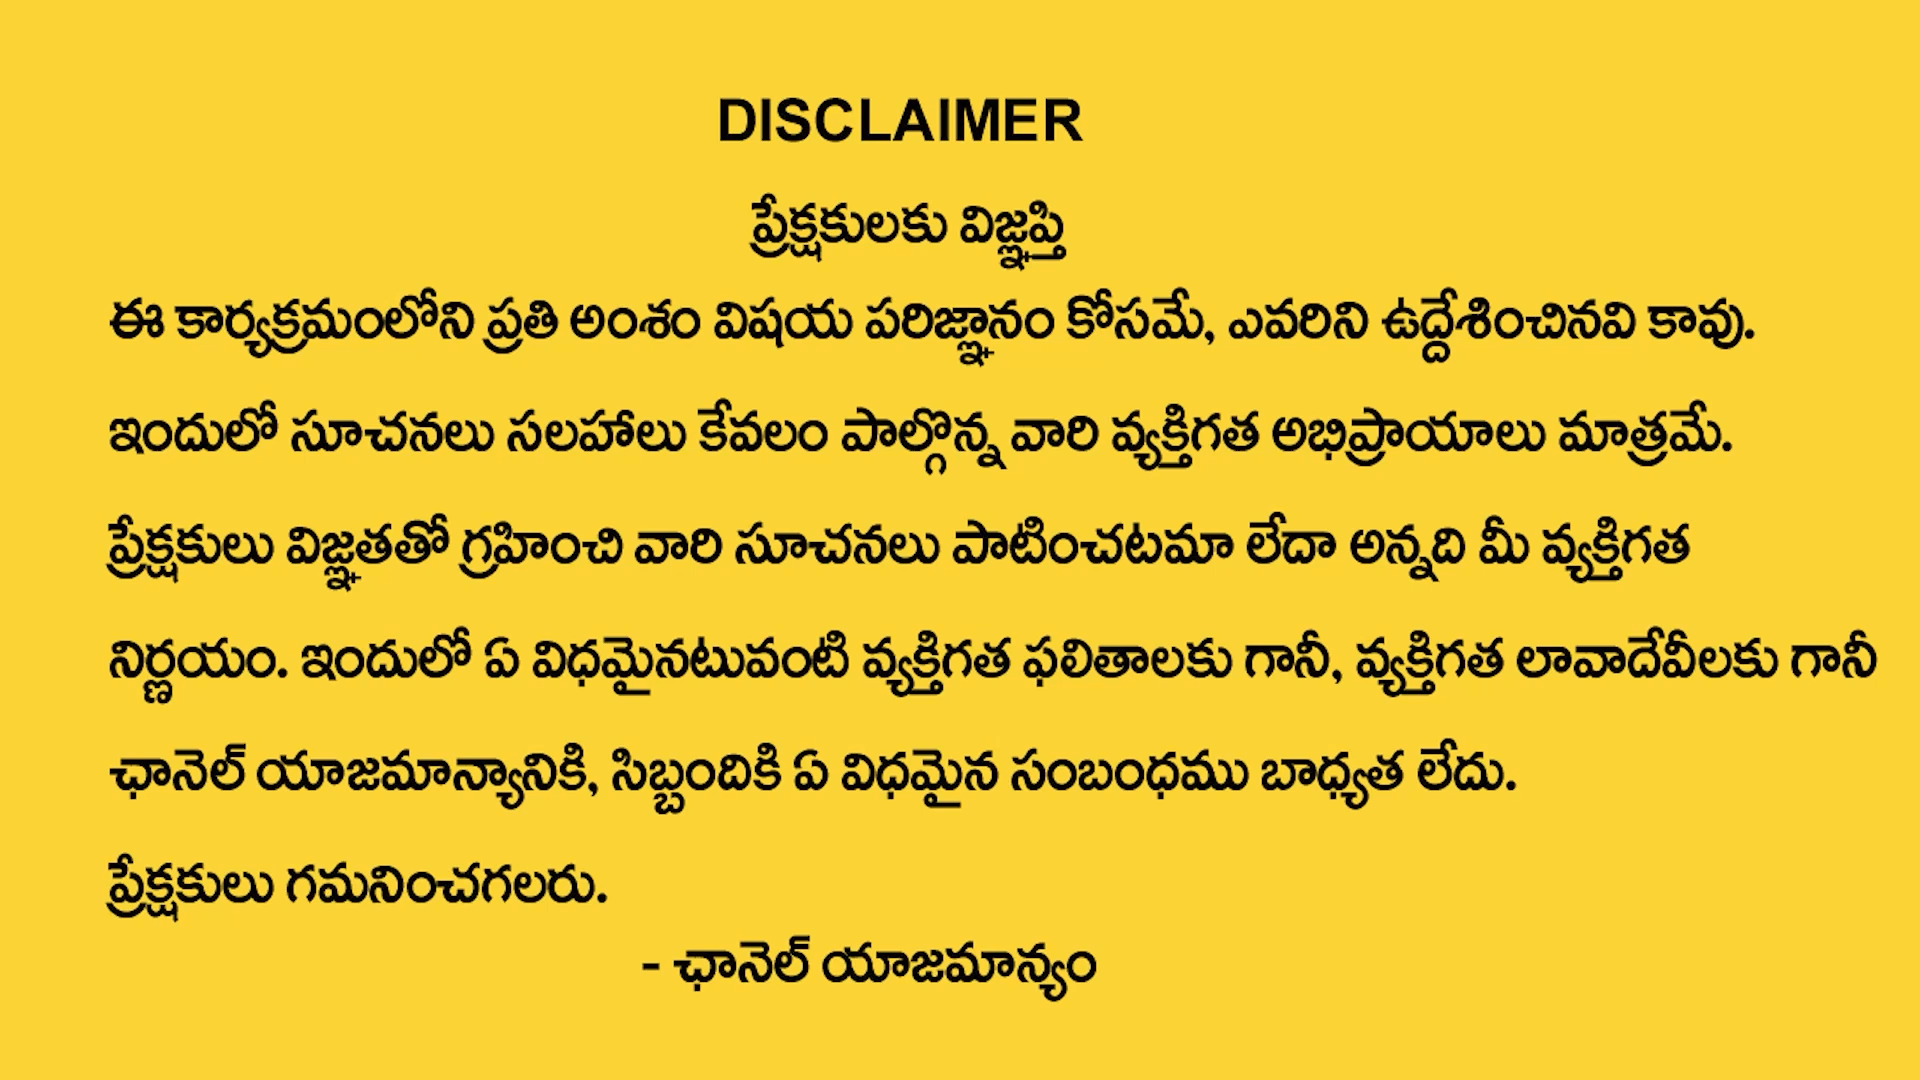 DISCLAIMER
ప్రేక్షకులకు విజ్ఞప్తి
ఈ కార్యక్రమంలోని ప్రతి అంశం విషయ పరిజ్ఞానం కోసమే, ఎవరిని ఉద్దేశించినవి కావు.
ఇందులో సూచనలు సలహాలు కేవలం పాల్గొన్న వారి వ్యక్తిగత అభిప్రాయాలు మాత్రమే.
ప్రేక్షకులు విజ్ఞతతో గ్రహించి వారి సూచనలు పాటించటమా లేదా అన్నది మీ వ్యక్తిగత
నిర్ణయం. ఇందులో ఏ విధమైనటువంటి వ్యక్తిగత ఫలితాలకు గానీ, వ్యక్తిగత లావాదేవీలకు గానీ
ఛానెల్ యాజమాన్యానికి, సిబ్బందికి ఏ విధమైన సంబంధము బాధ్యత లేదు.
ప్రేక్షకులు గమనించగలరు.
- ఛానెల్ యాజమాన్యం